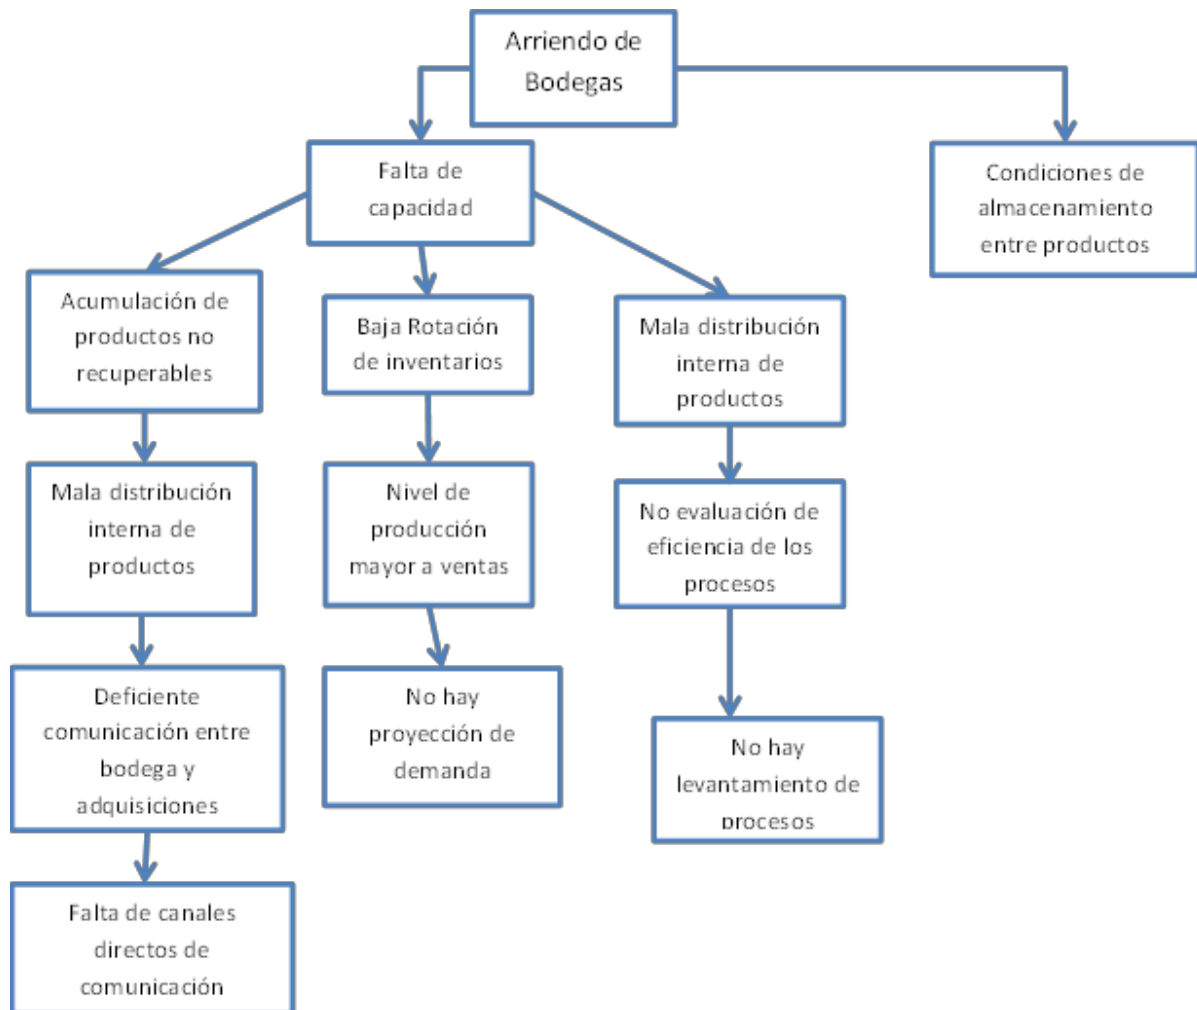 Arriendo de
Bodegas
Falta de
capacidad
Condiciones de
almacenamiento
entre productos
Acumulación de
productos no
recuperables
Baja Rotación
de inventarios
Mala distribución
interna de
productos
Mala distribución
interna de
productos
Nivel de
producción
mayor a ventas
No evaluación de
eficiencia de los
procesos
Deficiente
comunicación entre
bodega y
adquisiciones
No hay
proyección de
demanda
No hay
levantamiento de
procesos
Falta de canales
directos de
comunicación